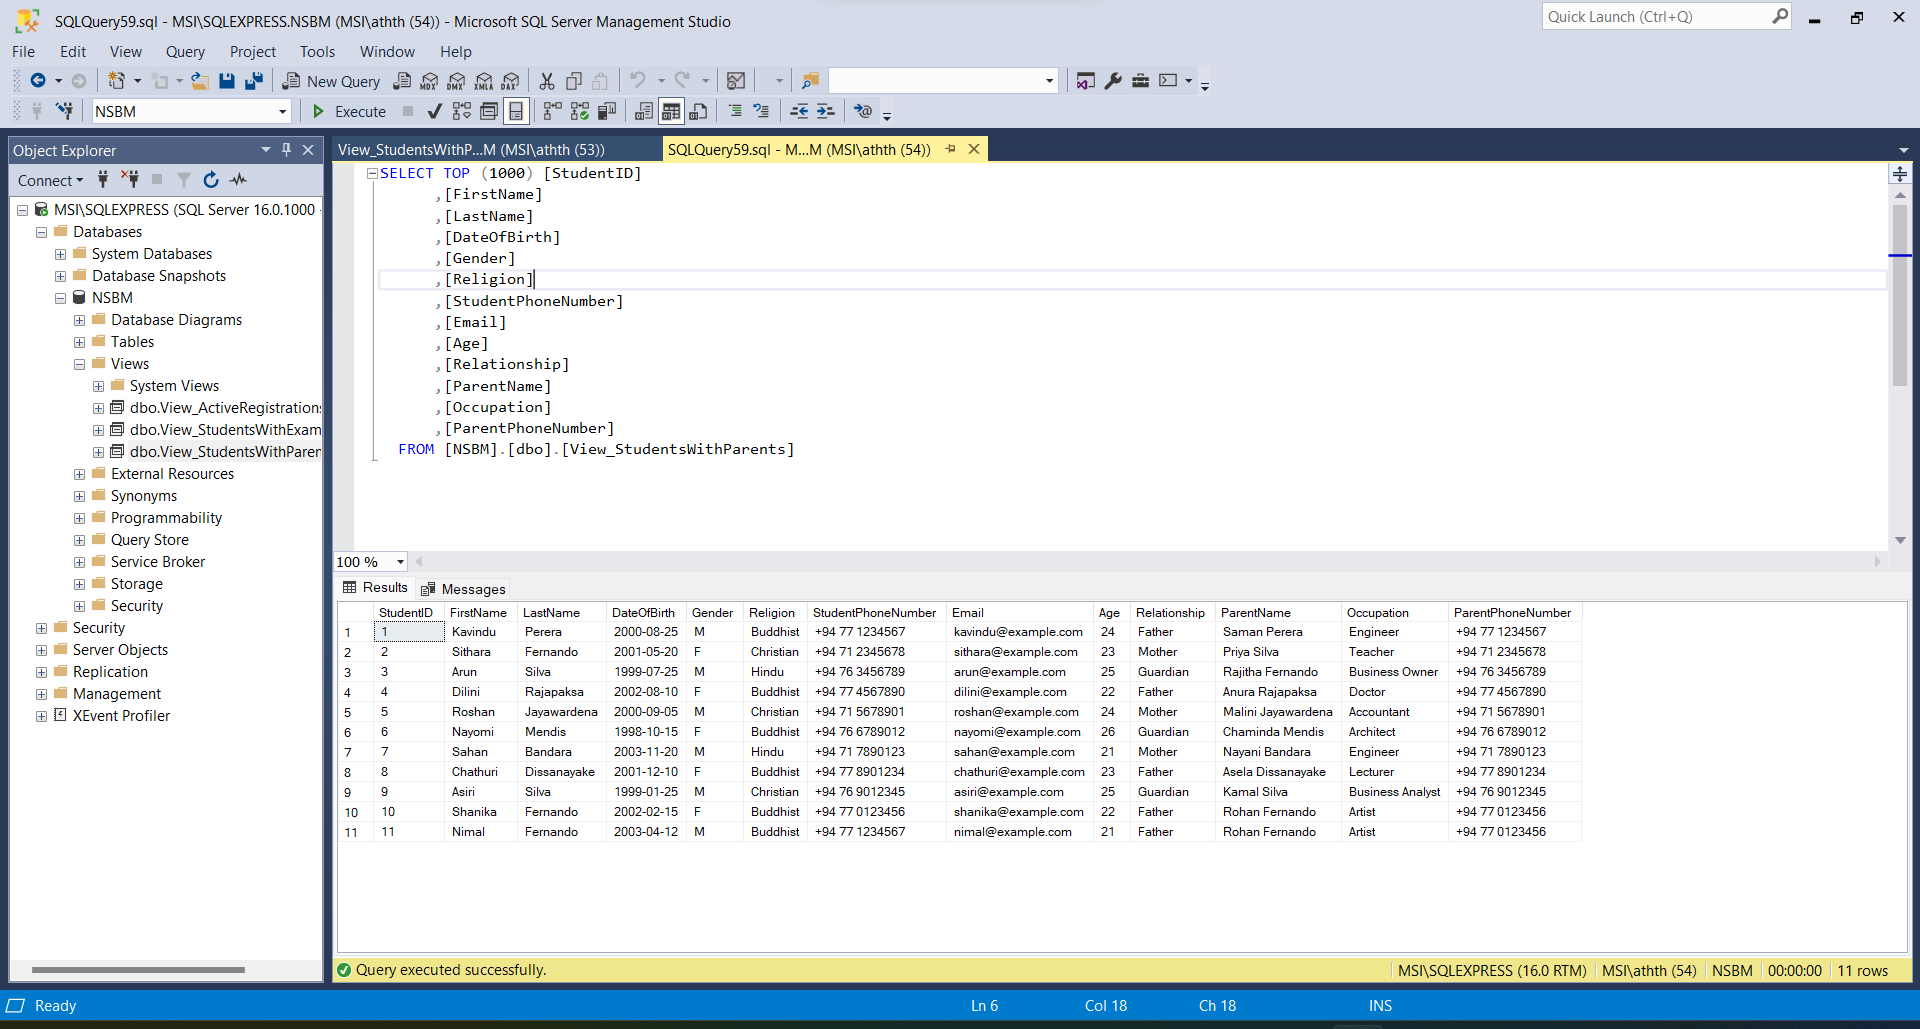 SQLQuery59.sql - MSI\SQLEXPRESS.NSBM (MSI\athth (54)) - Microsoft SQL Server Management Studio
Quick Launch (Ctrl+Q)
File Edit View Query Project Tools Window Help
New Query MDX DMX XMLA DAX
NSBM Execute
Object Explorer
Connect
MSI\SQLEXPRESS (SQL Server 16.0.1000 -
Databases
System Databases
Database Snapshots
NSBM
Database Diagrams
Tables
Views
System Views
dbo.View_ActiveRegistrations
dbo.View_StudentsWithExam
dbo.View_StudentsWithParen
External Resources
Synonyms
Programmability
Query Store
Service Broker
Storage
Security
Security
Server Objects
Replication
Management
XEvent Profiler
View_StudentsWithP...M (MSI\athth (53)) SQLQuery59.sql - M...M (MSI\athth (54))
SELECT TOP (1000) [StudentID]
,[FirstName]
,[LastName]
,[DateOfBirth]
,[Gender]
,[Religion]
,[StudentPhoneNumber]
,[Email]
,[Age]
,[Relationship]
,[ParentName]
,[Occupation]
,[ParentPhoneNumber]
FROM [NSBM].[dbo].[View_StudentsWithParents]
100 %
Results Messages
StudentID FirstName LastName DateOfBirth Gender Religion StudentPhoneNumber Email Age Relationship ParentName Occupation ParentPhoneNumber
1 1 Kavindu Perera 2000-08-25 M Buddhist +94 77 1234567 kavindu@example.com 24 Father Saman Perera Engineer +94 77 1234567
2 2 Sithara Fernando 2001-05-20 F Christian +94 71 2345678 sithara@example.com 23 Mother Priya Silva Teacher +94 71 2345678
3 3 Arun Silva 1999-07-25 M Hindu +94 76 3456789 arun@example.com 25 Guardian Rajitha Fernando Business Owner +94 76 3456789
4 4 Dilini Rajapaksa 2002-08-10 F Buddhist +94 77 4567890 dilini@example.com 22 Father Anura Rajapaksa Doctor +94 77 4567890
5 5 Roshan Jayawardena 2000-09-05 M Christian +94 71 5678901 roshan@example.com 24 Mother Malini Jayawardena Accountant +94 71 5678901
6 6 Nayomi Mendis 1998-10-15 F Buddhist +94 76 6789012 nayomi@example.com 26 Guardian Chaminda Mendis Architect +94 76 6789012
7 7 Sahan Bandara 2003-11-20 M Hindu +94 71 7890123 sahan@example.com 21 Mother Nayani Bandara Engineer +94 71 7890123
8 8 Chathuri Dissanayake 2001-12-10 F Buddhist +94 77 8901234 chathuri@example.com 23 Father Asela Dissanayake Lecturer +94 77 8901234
9 9 Asiri Silva 1999-01-25 M Christian +94 76 9012345 asiri@example.com 25 Guardian Kamal Silva Business Analyst +94 76 9012345
10 10 Shanika Fernando 2002-02-15 F Buddhist +94 77 0123456 shanika@example.com 22 Father Rohan Fernando Artist +94 77 0123456
11 11 Nimal Fernando 2003-04-12 M Buddhist +94 77 1234567 nimal@example.com 21 Father Rohan Fernando Artist +94 77 0123456
Query executed successfully. MSI\SQLEXPRESS (16.0 RTM) MSI\athth (54) NSBM 00:00:00 11 rows
Ready Ln 6 Col 18 Ch 18 INS